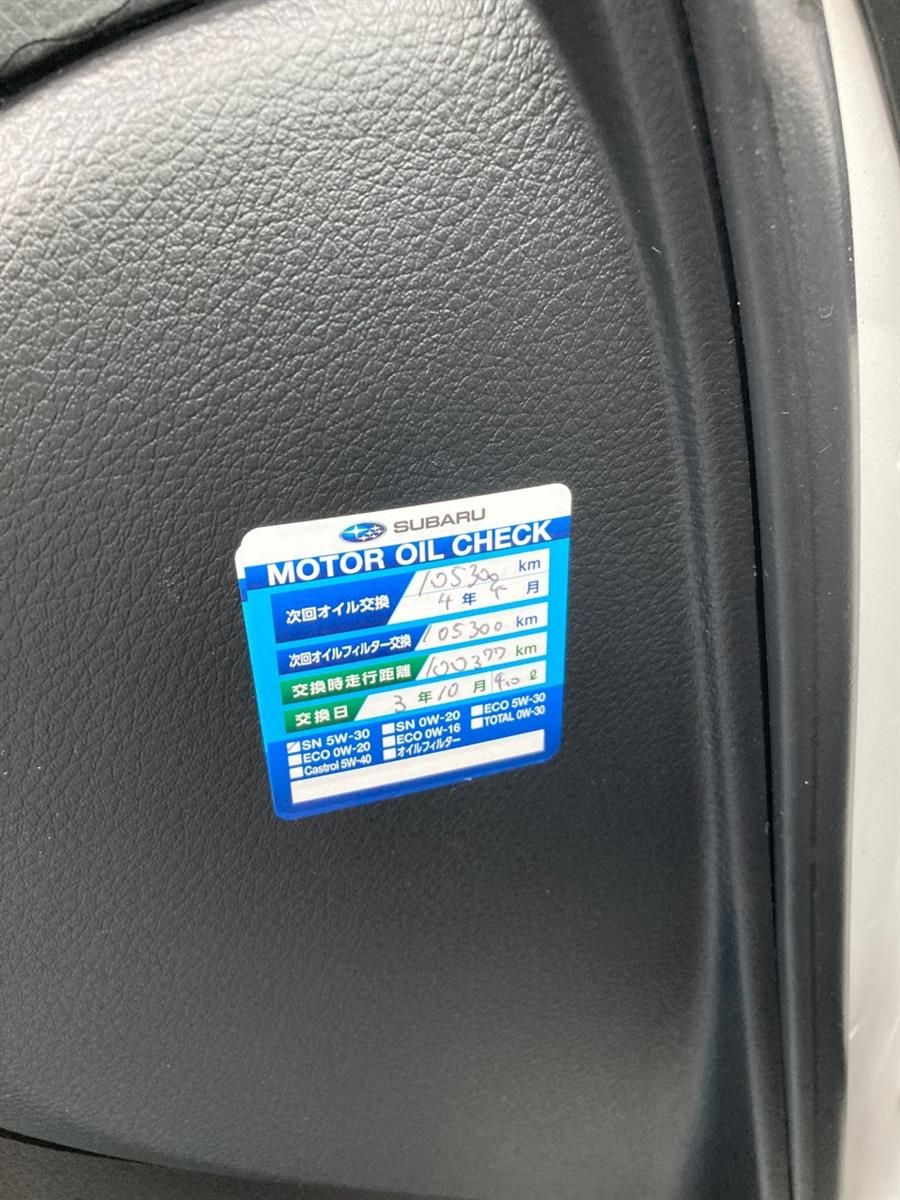 SUBARU
MOTOR OIL CHECK
次回オイル交換 105300 km
4年4月
次回オイルフィルター交換 105300 km
交換時走行距離 100377 km
交換日 3年10月 4.0ℓ
SN 5W-30 SN 0W-20 ECO 5W-30
ECO 0W-20 ECO 0W-16 TOTAL 0W-30
Castrol 5W-40 オイルフィルター